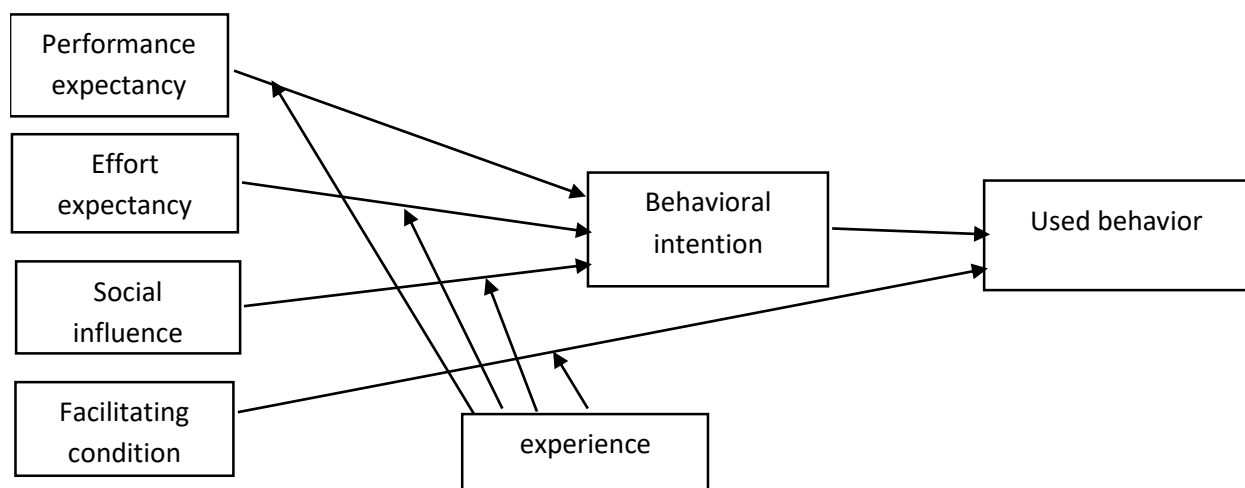 Performance
expectancy
Effort
expectancy
Behavioral
intention
Used behavior
Social
influence
Facilitating
condition
experience